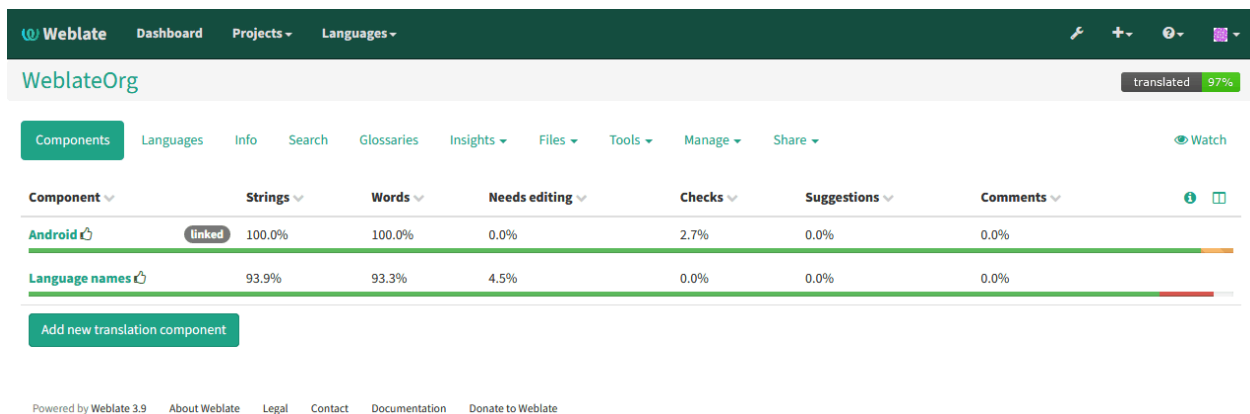 Weblate Dashboard Projects Languages
WeblateOrg translated 97%
Components Languages Info Search Glossaries Insights Files Tools Manage Share Watch
Component Strings Words Needs editing Checks Suggestions Comments
Android linked 100.0% 100.0% 0.0% 2.7% 0.0% 0.0%
Language names 93.9% 93.3% 4.5% 0.0% 0.0% 0.0%
Add new translation component
Powered by Weblate 3.9 About Weblate Legal Contact Documentation Donate to Weblate